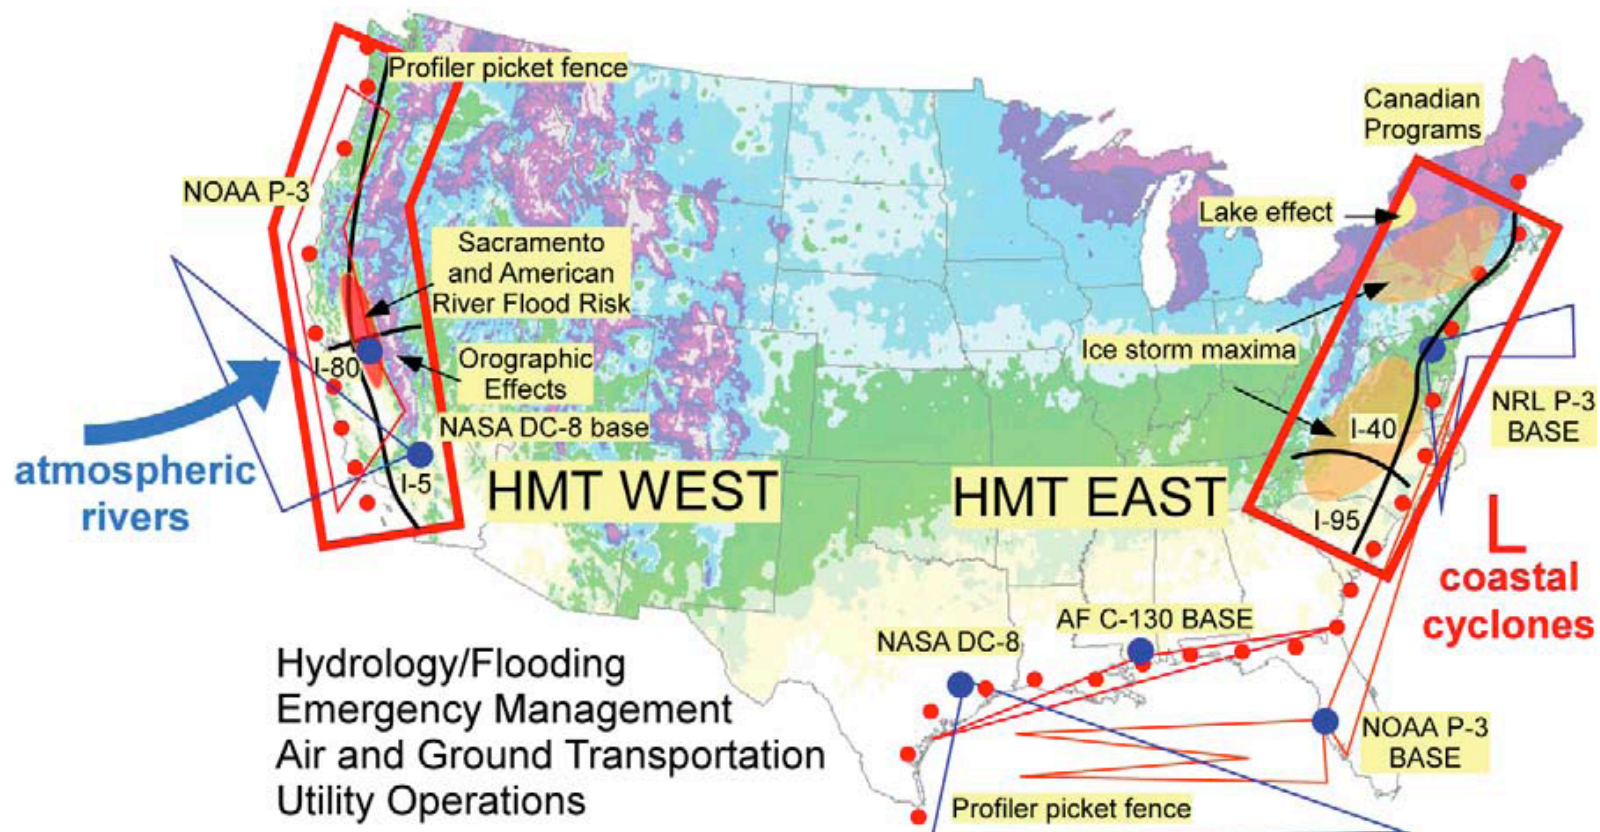 Profiler picket fence
Canadian
Programs
NOAA P-3
Lake effect
Sacramento
and American
River Flood Risk
Ice storm maxima
I-80
Orographic
Effects
NRL P-3
BASE
I-40
NASA DC-8 base
atmospheric
rivers
I-5
HMT WEST
HMT EAST
I-95
L
coastal
cyclones
AF C-130 BASE
NASA DC-8
Hydrology/Flooding
Emergency Management
Air and Ground Transportation
Utility Operations
NOAA P-3
BASE
Profiler picket fence